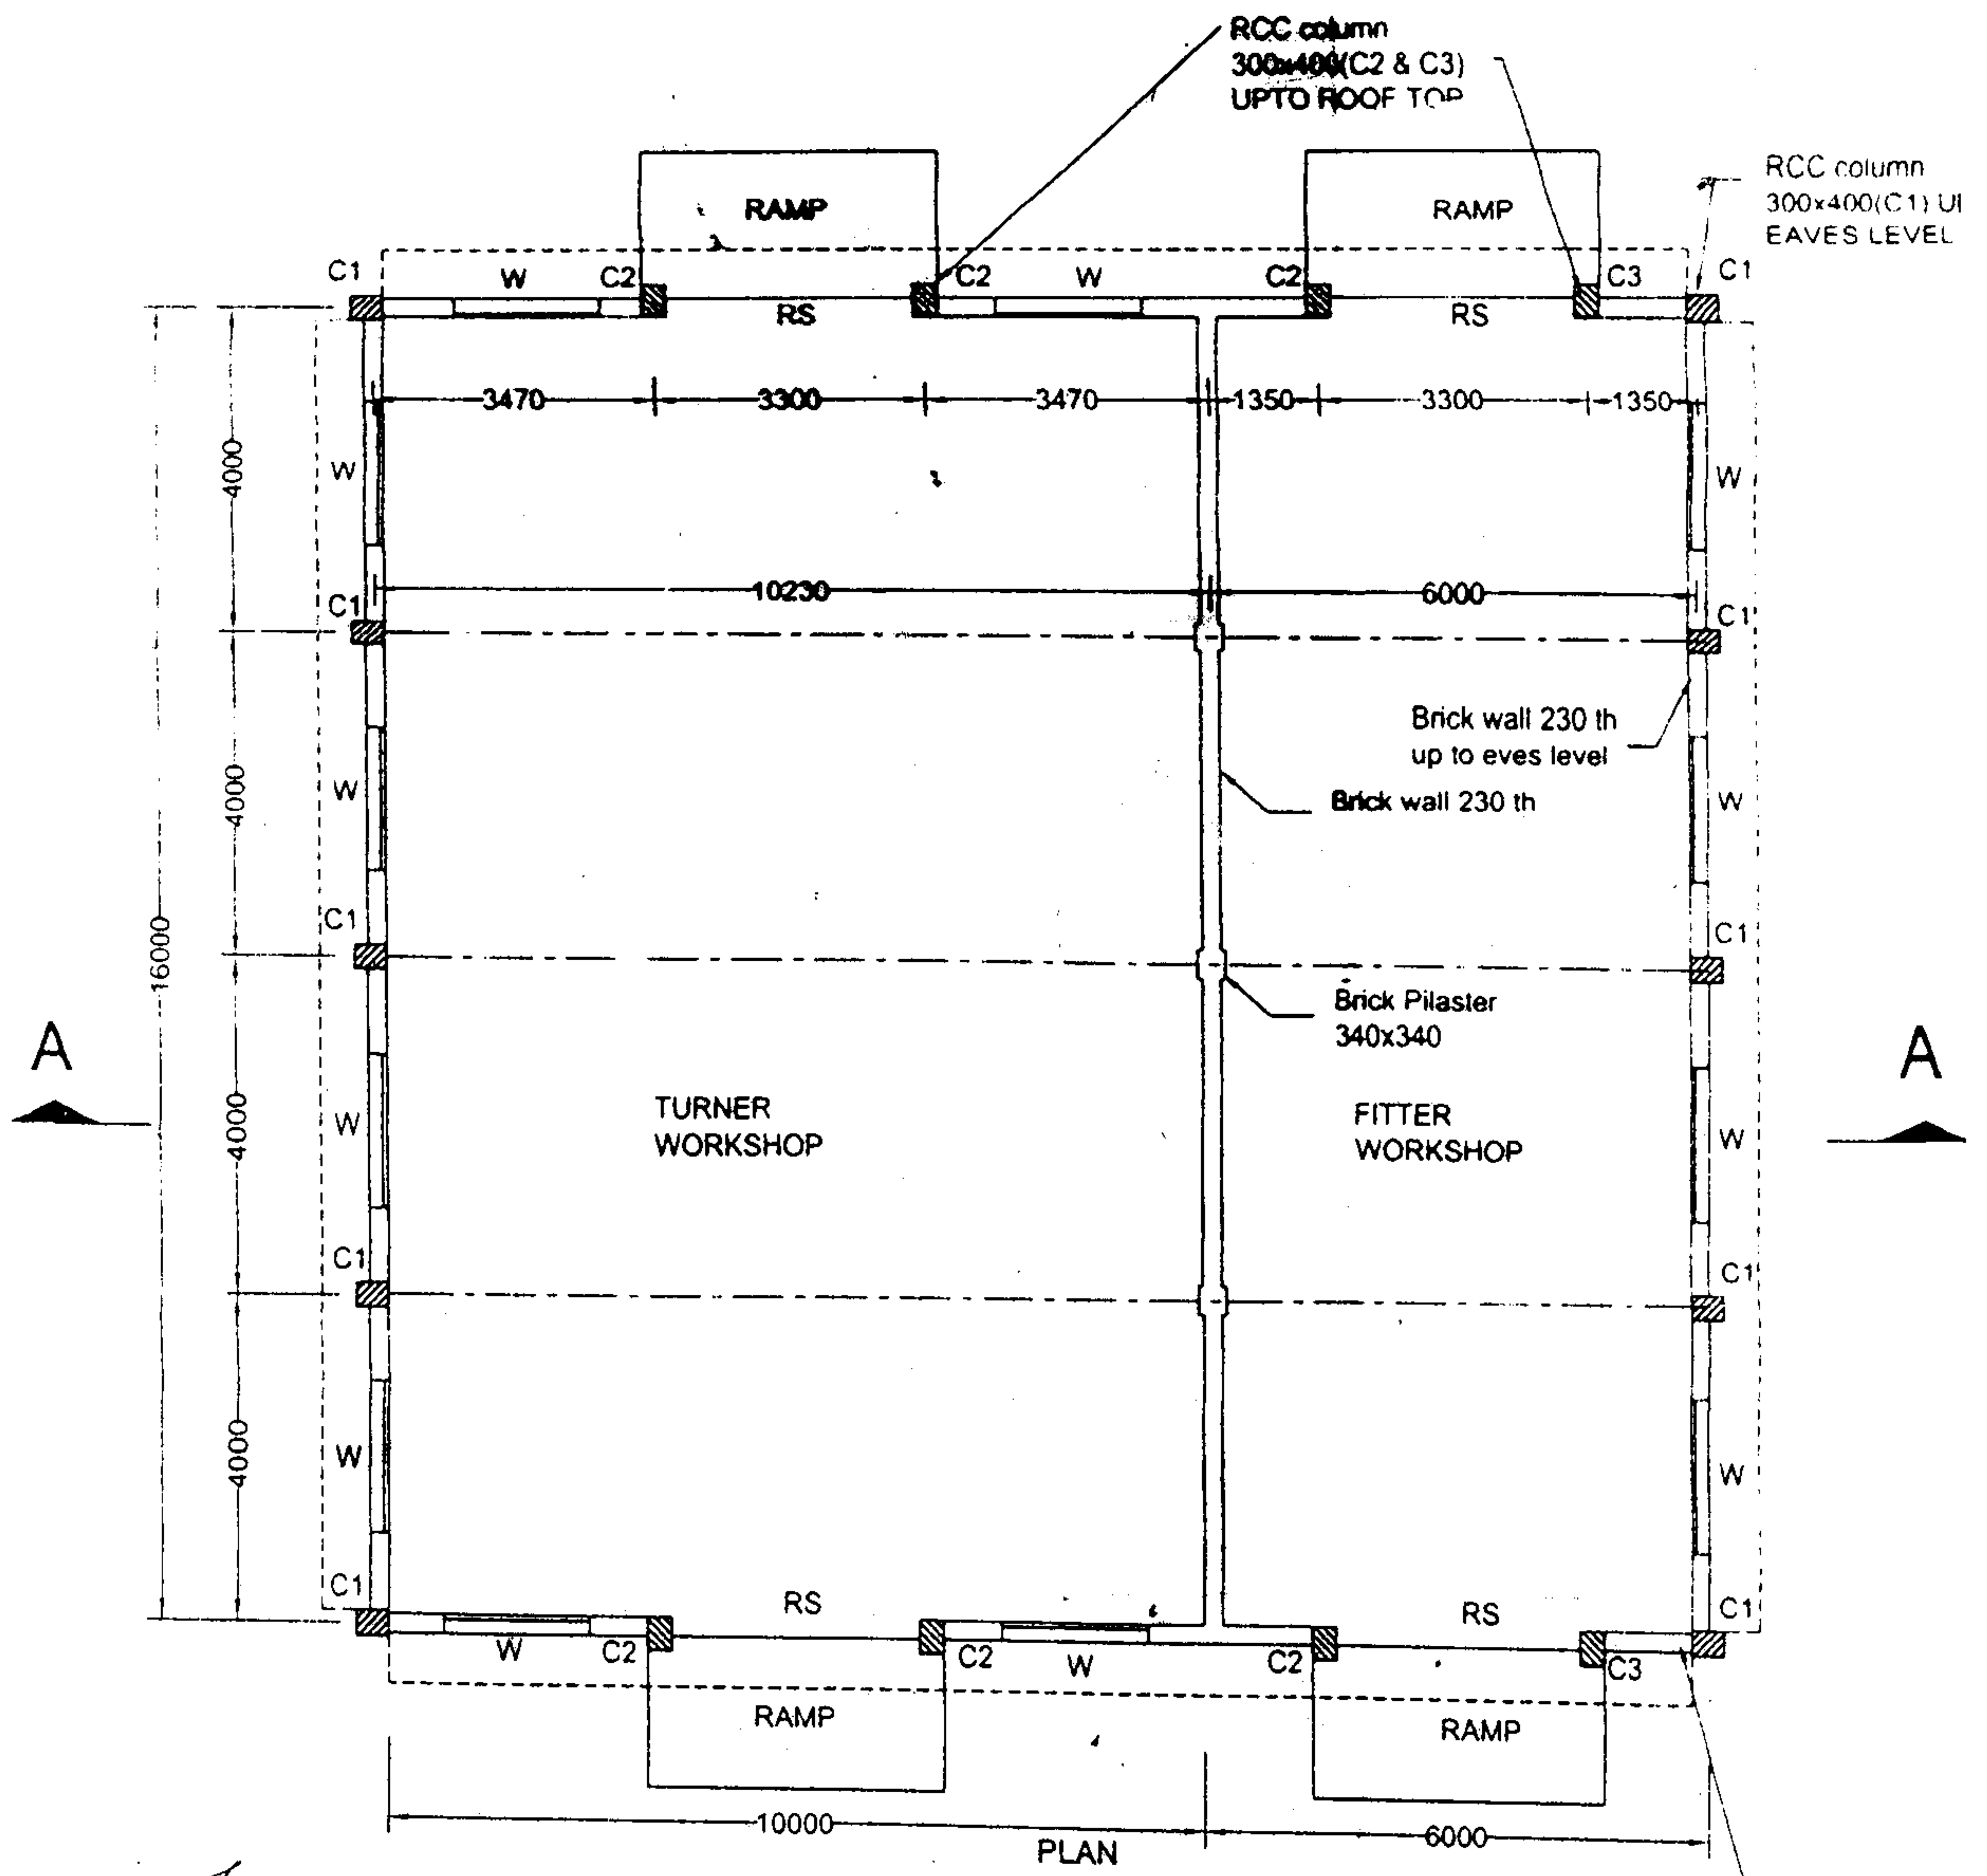 RCC column
300x400(C2 & C3)
UPTO ROOF TOP
RCC column
300x400(C1) U
EAVES LEVEL
RAMP
RAMP
C1
W
C2
C2
W
C2
C3
C1
RS
RS
3470
3300
3470
1350
3300
1350
4000
W
W
10230
6000
C1
C1
Brick wall 230 th
up to eves level
Brick wall 230 th
4000
W
W
C1
C1
16000
Brick Pilaster
340x340
A
A
4000
W
TURNER
WORKSHOP
FITTER
WORKSHOP
W
C1
C1
4000
W
W
C1
RS
RS
C1
W
C2
C2
W
C2
C3
RAMP
RAMP
10000
6000
PLAN